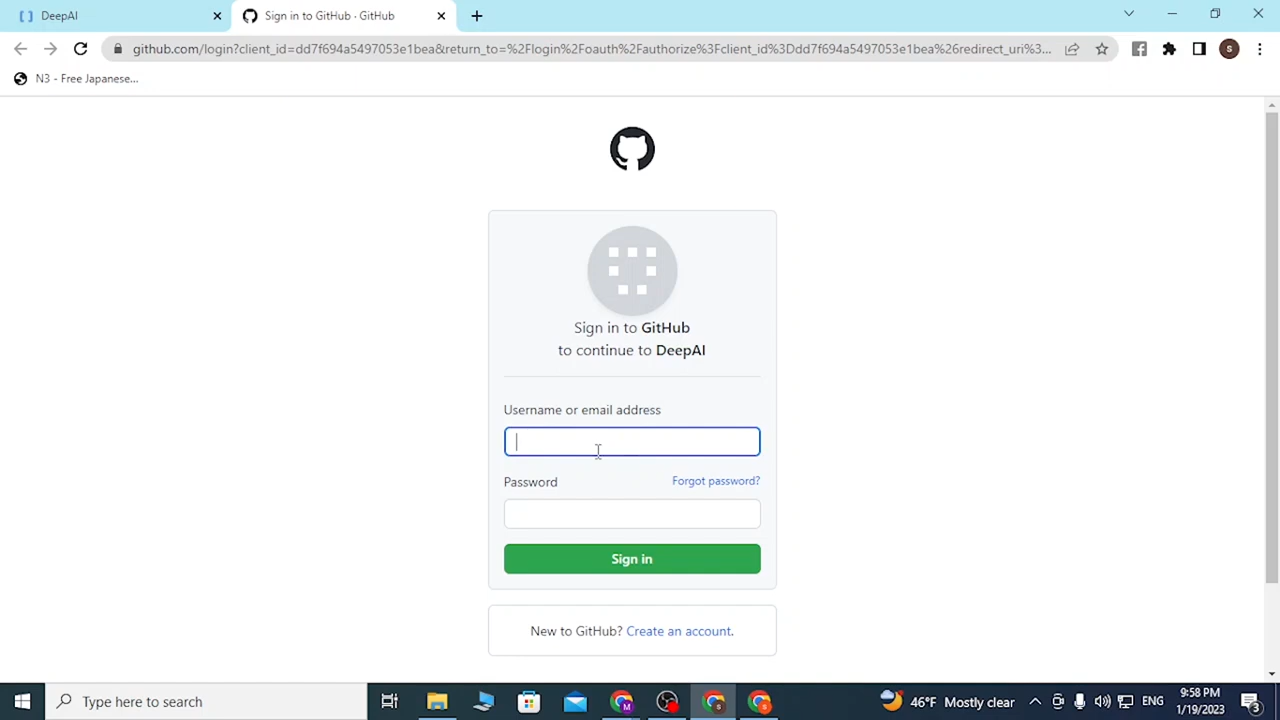 DeepAI
Sign in to GitHub · GitHub
github.com/login?client_id=dd7f694a5497053e1bea&return_to=%2Flogin%2Foauth%2Fauthorize%3Fclient_id%3Ddd7f694a5497053e1bea%26redirect_uri%3...
S
N3 - Free Japanese...
Sign in to GitHub
to continue to DeepAI
Username or email address
Password
Forgot password?
Sign in
New to GitHub? Create an account.
Type here to search
M
S
S
46°F Mostly clear
ENG
9:58 PM
1/19/2023
3